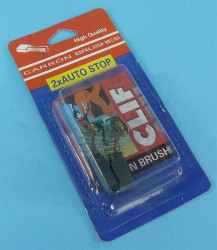 High Quality
CARBON BRUSHES
2xAUTO STOP
CLIF
N BRUSH